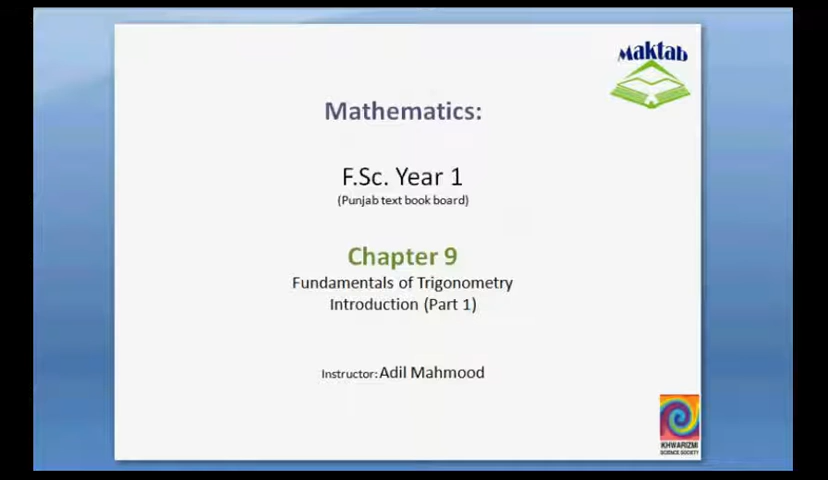 Maktab
Mathematics:
F.Sc. Year 1
(Punjab text book board)
Chapter 9
Fundamentals of Trigonometry
Introduction (Part 1)
Instructor: Adil Mahmood
KHWARIZMI
SCIENCE SOCIETY